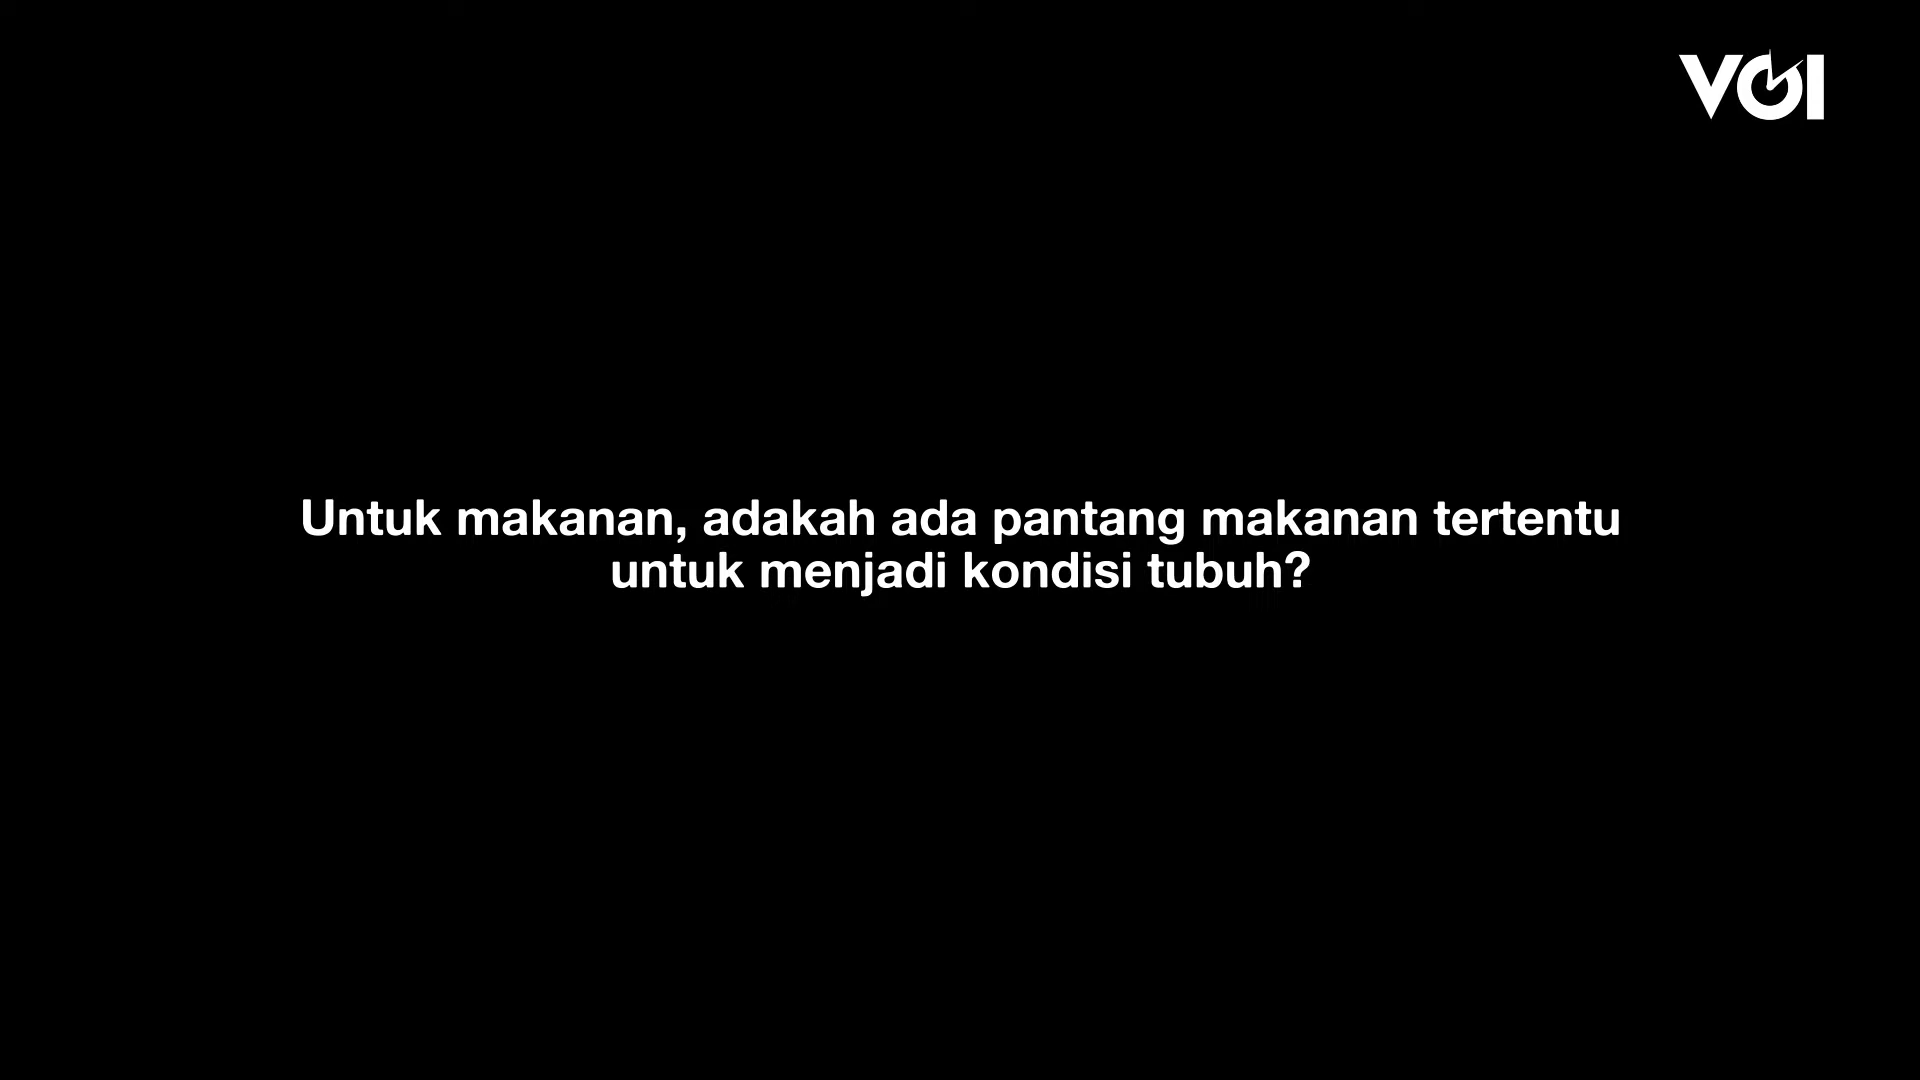 VOI
Untuk makanan, adakah ada pantang makanan tertentu
untuk menjadi kondisi tubuh?